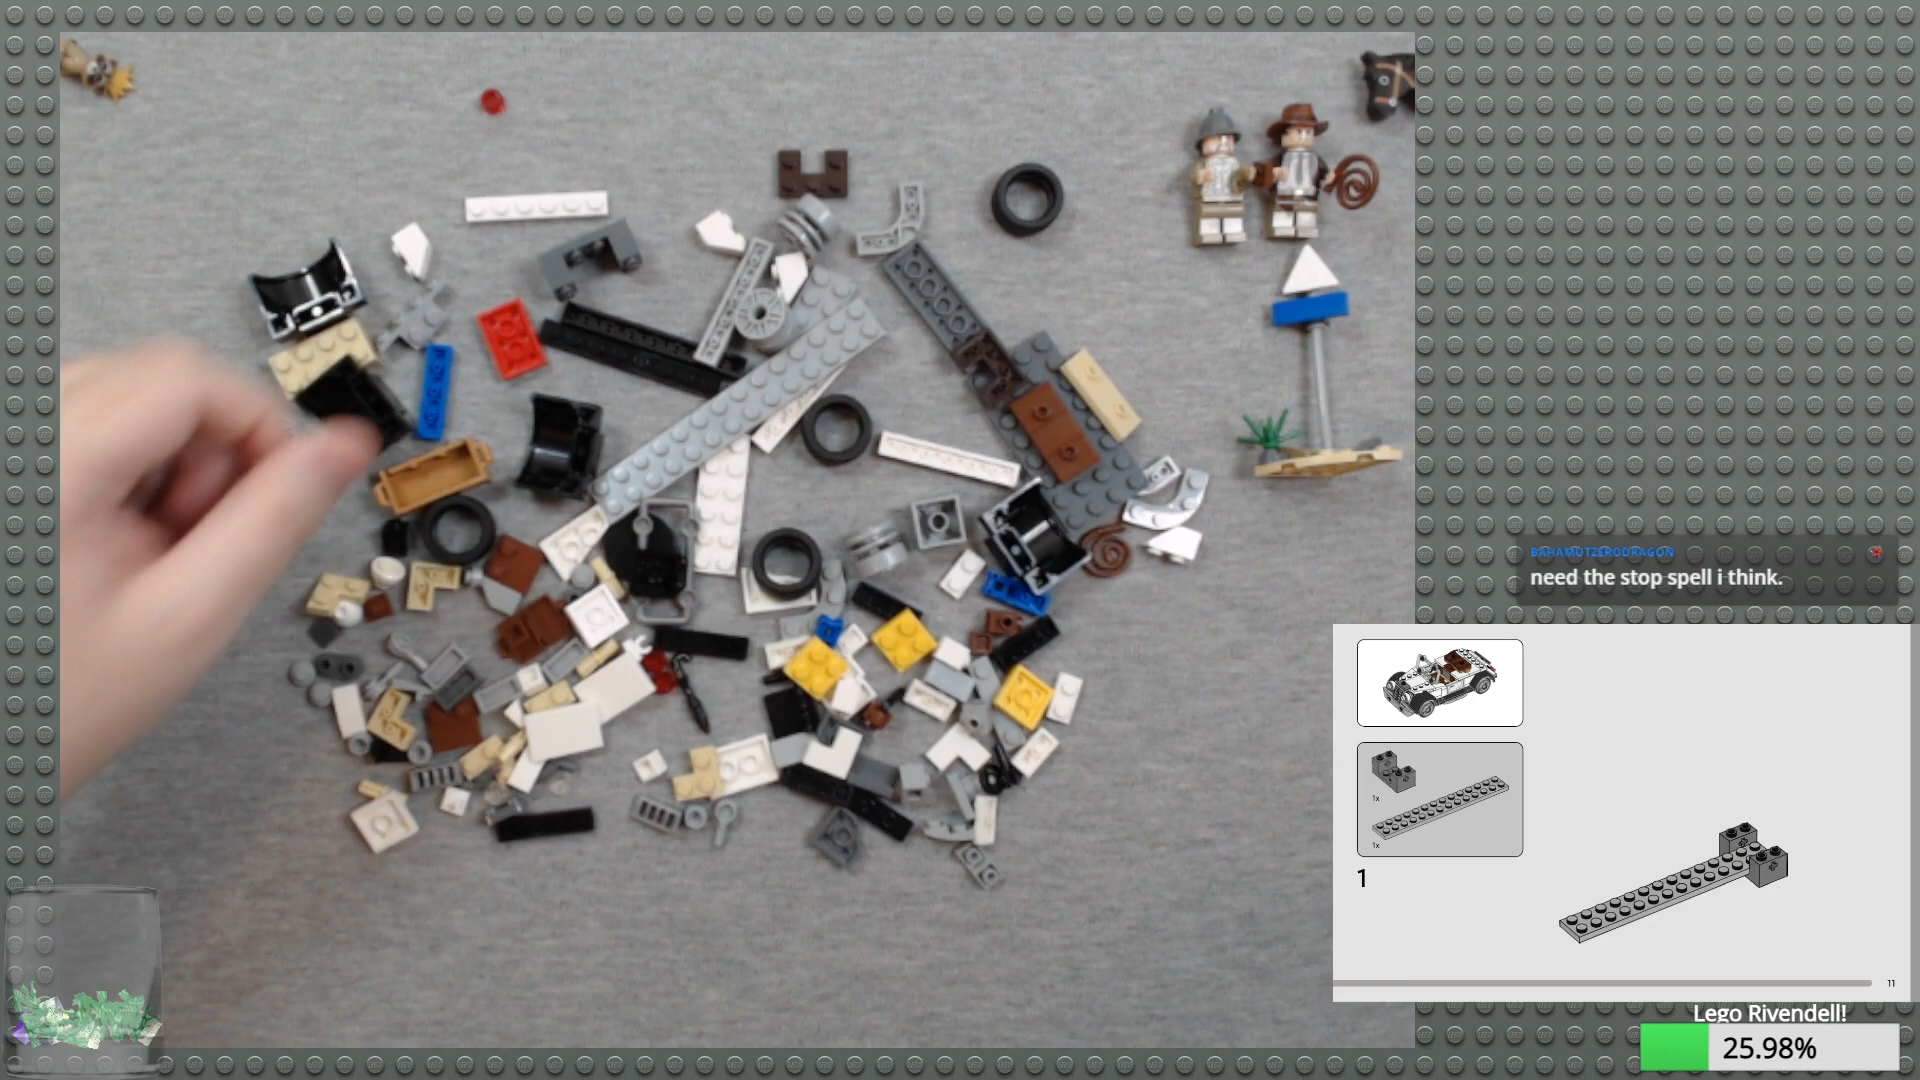 BAHAMUTZERODRAGON
need the stop spell i think.
1x
1x
1
11
Lego Rivendell!
25.98%